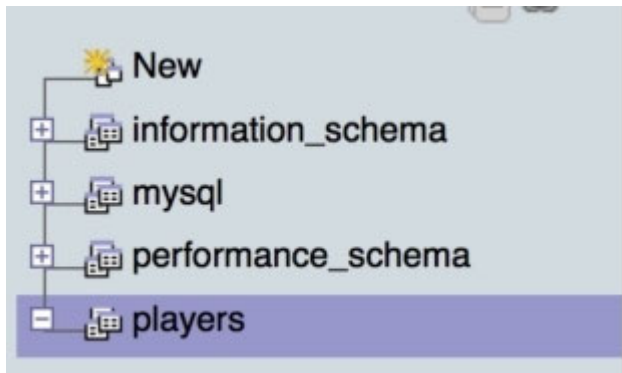 New
information_schema
mysql
performance_schema
players